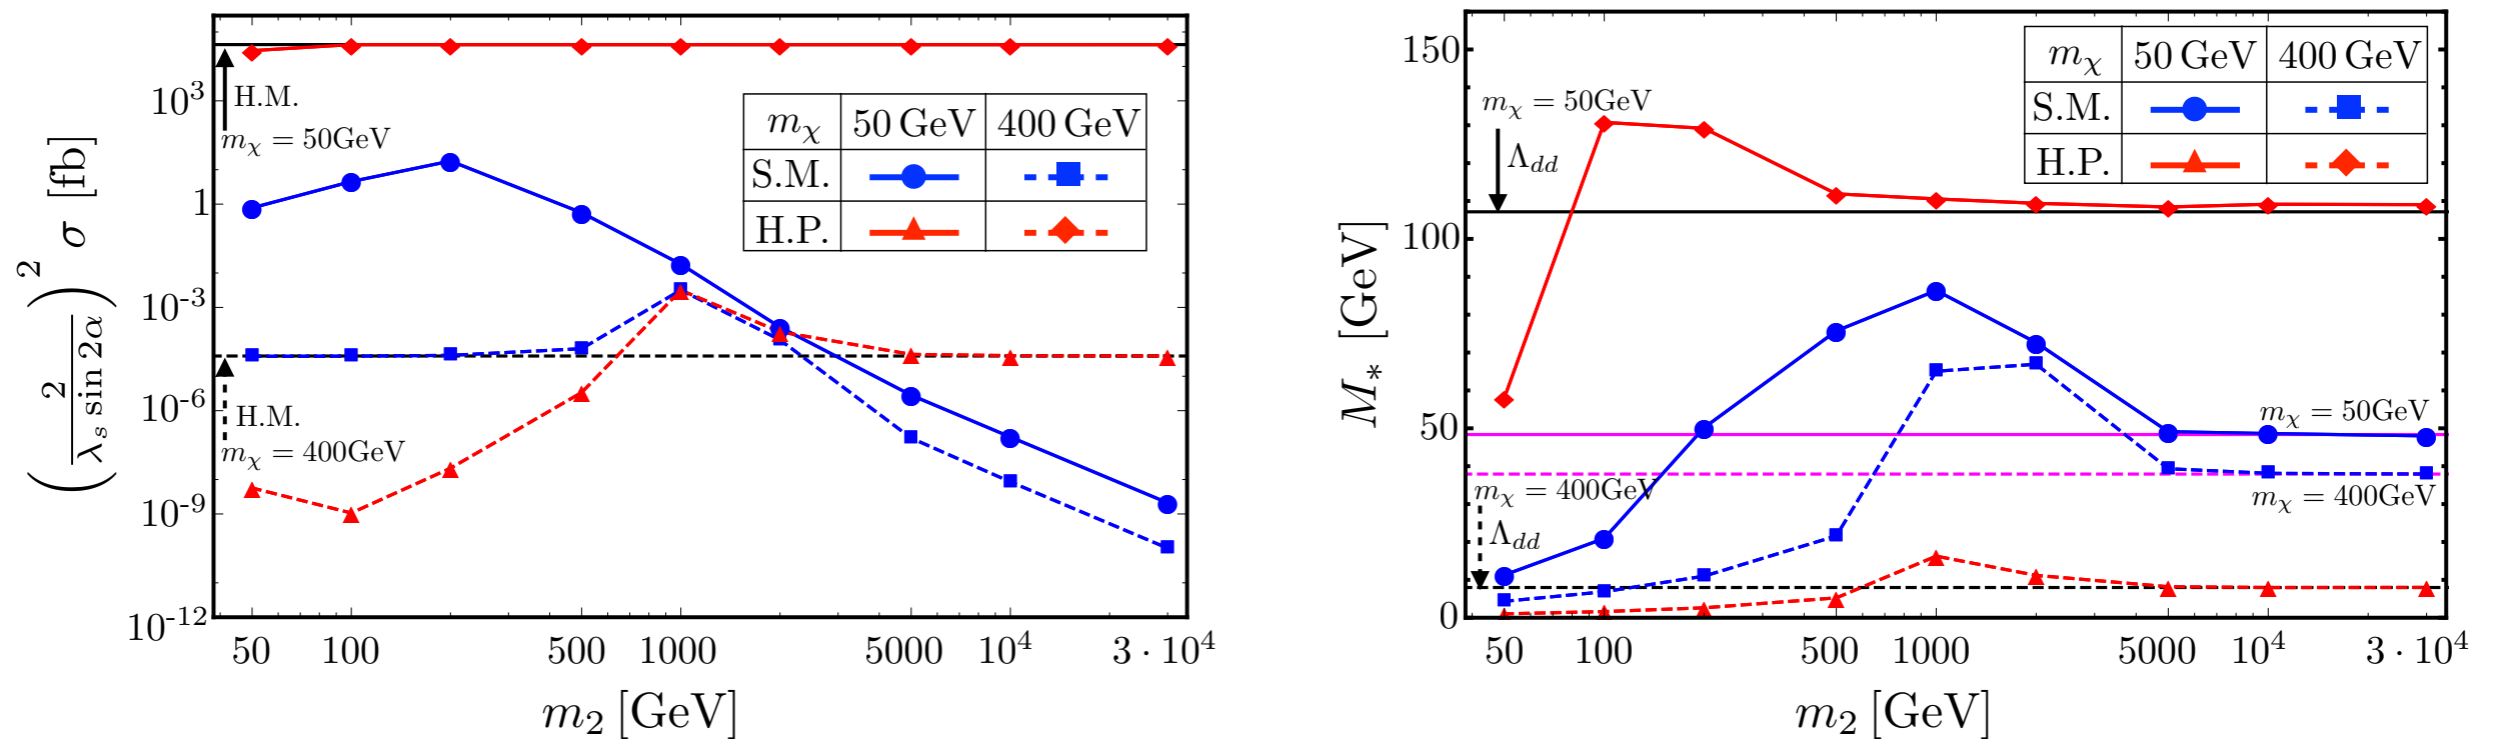 10^3
1
10^-3
10^-6
10^-9
10^-12
(2 / λ_s sin 2α)^2 σ [fb]
H.M.
m_χ = 50GeV
H.M.
m_χ = 400GeV
m_χ 50 GeV 400 GeV
S.M.
H.P.
50 100 500 1000 5000 10^4 3·10^4
m_2 [GeV]
150
100
50
0
M_* [GeV]
m_χ = 50GeV
Λ_dd
m_χ 50 GeV 400 GeV
S.M.
H.P.
m_χ = 50GeV
m_χ = 400GeV
m_χ = 400GeV
Λ_dd
50 100 500 1000 5000 10^4 3·10^4
m_2 [GeV]